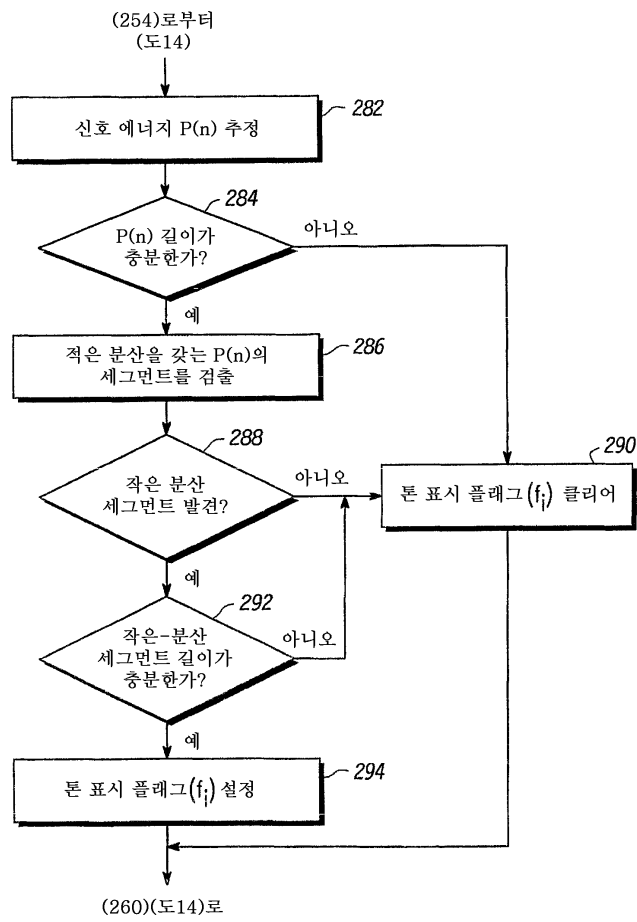 (254)로부터
(도14)
282
신호 에너지 P(n) 추정
284
P(n) 길이가
충분한가?
아니오
예
286
적은 분산을 갖는 P(n)의
세그먼트를 검출
288
작은 분산
세그먼트 발견?
아니오
290
톤 표시 플래그(fi) 클리어
예
292
작은-분산
세그먼트 길이가
충분한가?
아니오
예
294
톤 표시 플래그(fi) 설정
(260)(도14)로